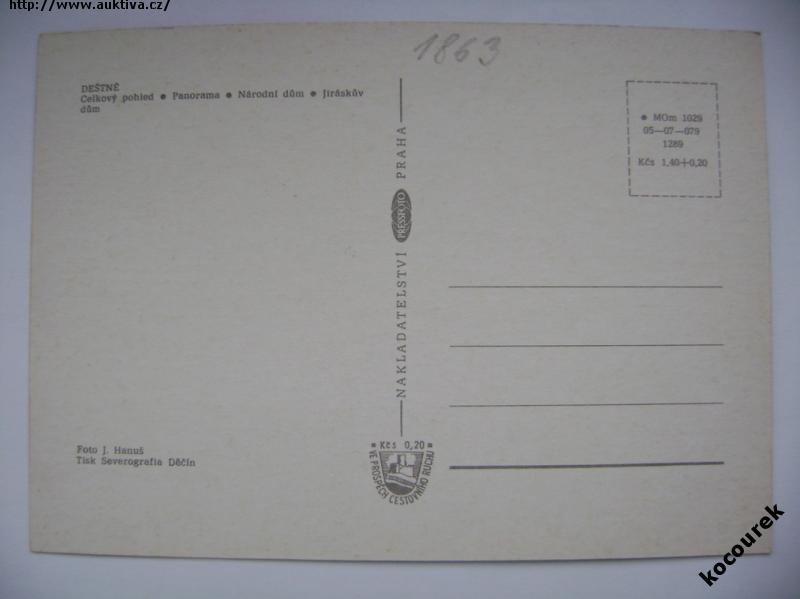 http://www.auktiva.cz/
1863
DEŠTNÉ
Celkový pohled ● Panorama ● Národní dům ● Jiráskův
dům
● MOm 1029
05—07—079
1289
Kčs 1,40+0,20
NAKLADATELSTVÍ PRESSFOTO PRAHA
Foto J. Hanuš
Tisk Severografia Děčín
Kčs 0,20
VE PROSPĚCH CESTOVNÍHO RUCHU
kocourek